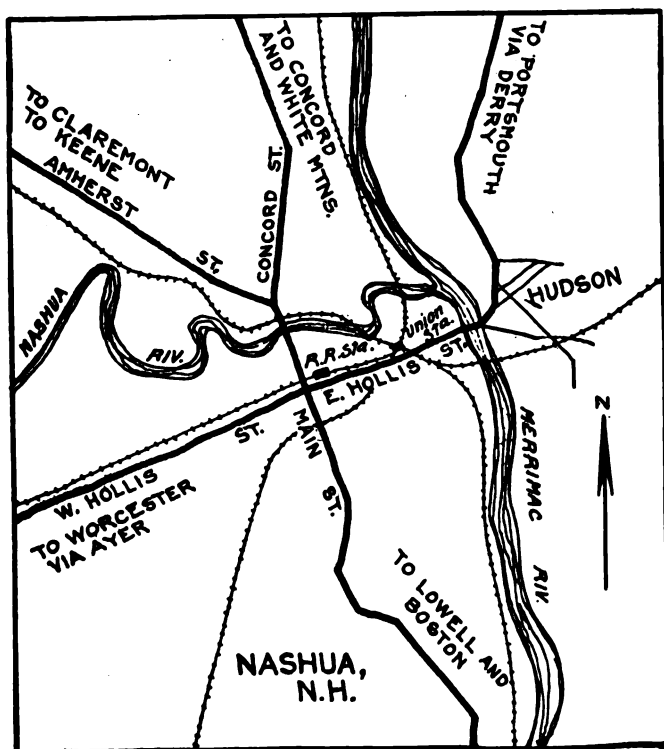 TO CONCORD
AND WHITE MTNS.
TO PORTSMOUTH
VIA DERRY
TO CLAREMONT
TO KEENE
AMHERST
ST.
CONCORD ST.
HUDSON
NASHUA
RIV.
R.R. Sta.
Union
Sta.
E. HOLLIS ST.
W. HOLLIS
ST.
TO WORCESTER
VIA AYER
MAIN
ST.
MERRIMAC
RIV.
N
TO LOWELL AND
BOSTON
NASHUA,
N.H.